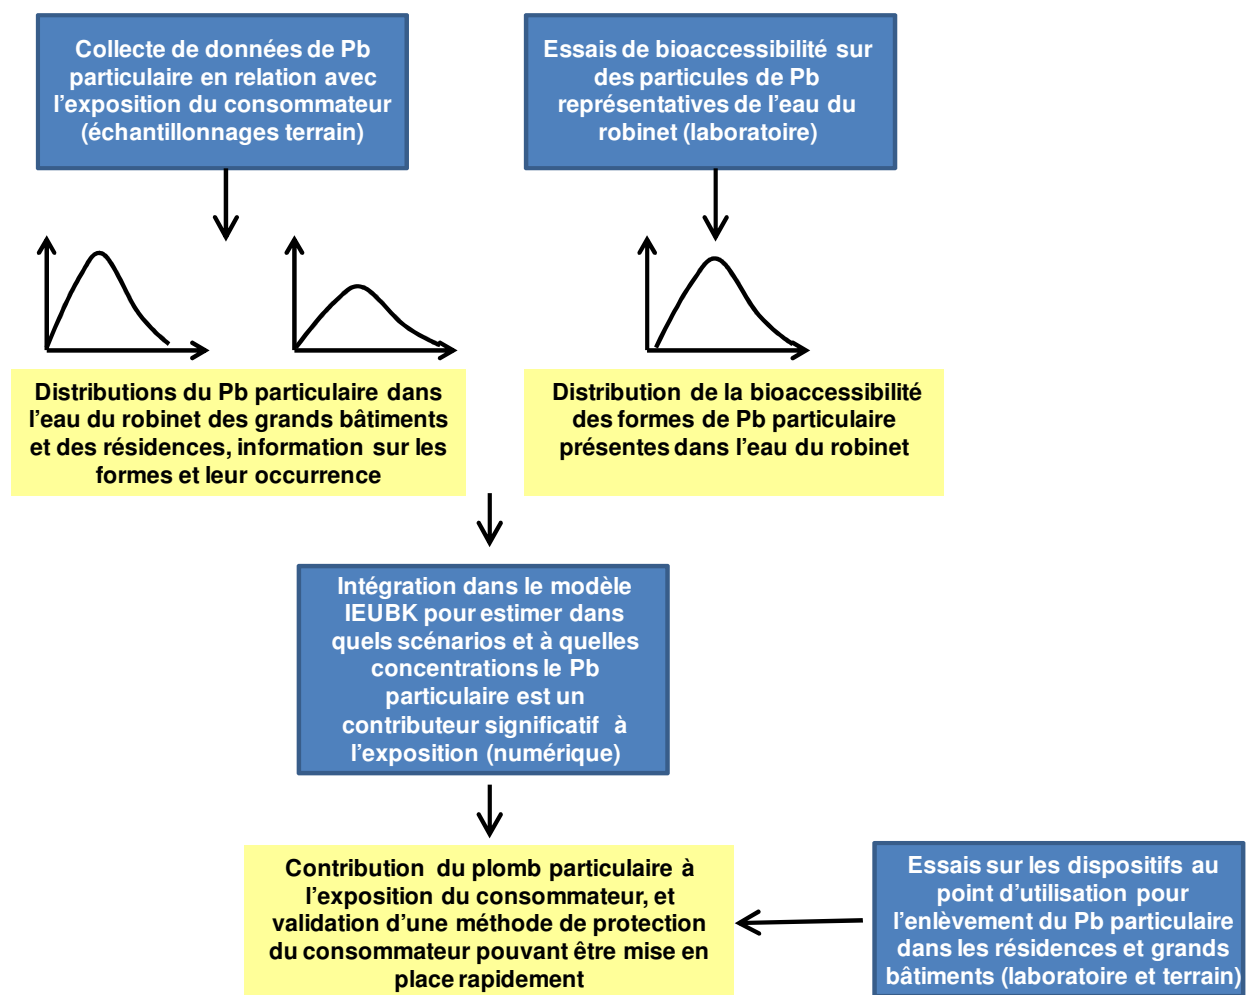 Collecte de données de Pb
particulaire en relation avec
l'exposition du consommateur
(échantillonnages terrain)
Essais de bioaccessibilité sur
des particules de Pb
représentatives de l'eau du
robinet (laboratoire)
Distributions du Pb particulaire dans
l'eau du robinet des grands bâtiments
et des résidences, information sur les
formes et leur occurrence
Distribution de la bioaccessibilité
des formes de Pb particulaire
présentes dans l'eau du robinet
Intégration dans le modèle
IEUBK pour estimer dans
quels scénarios et à quelles
concentrations le Pb
particulaire est un
contributeur significatif à
l'exposition (numérique)
Contribution du plomb particulaire à
l'exposition du consommateur, et
validation d'une méthode de protection
du consommateur pouvant être mise en
place rapidement
Essais sur les dispositifs au
point d'utilisation pour
l'enlèvement du Pb particulaire
dans les résidences et grands
bâtiments (laboratoire et terrain)